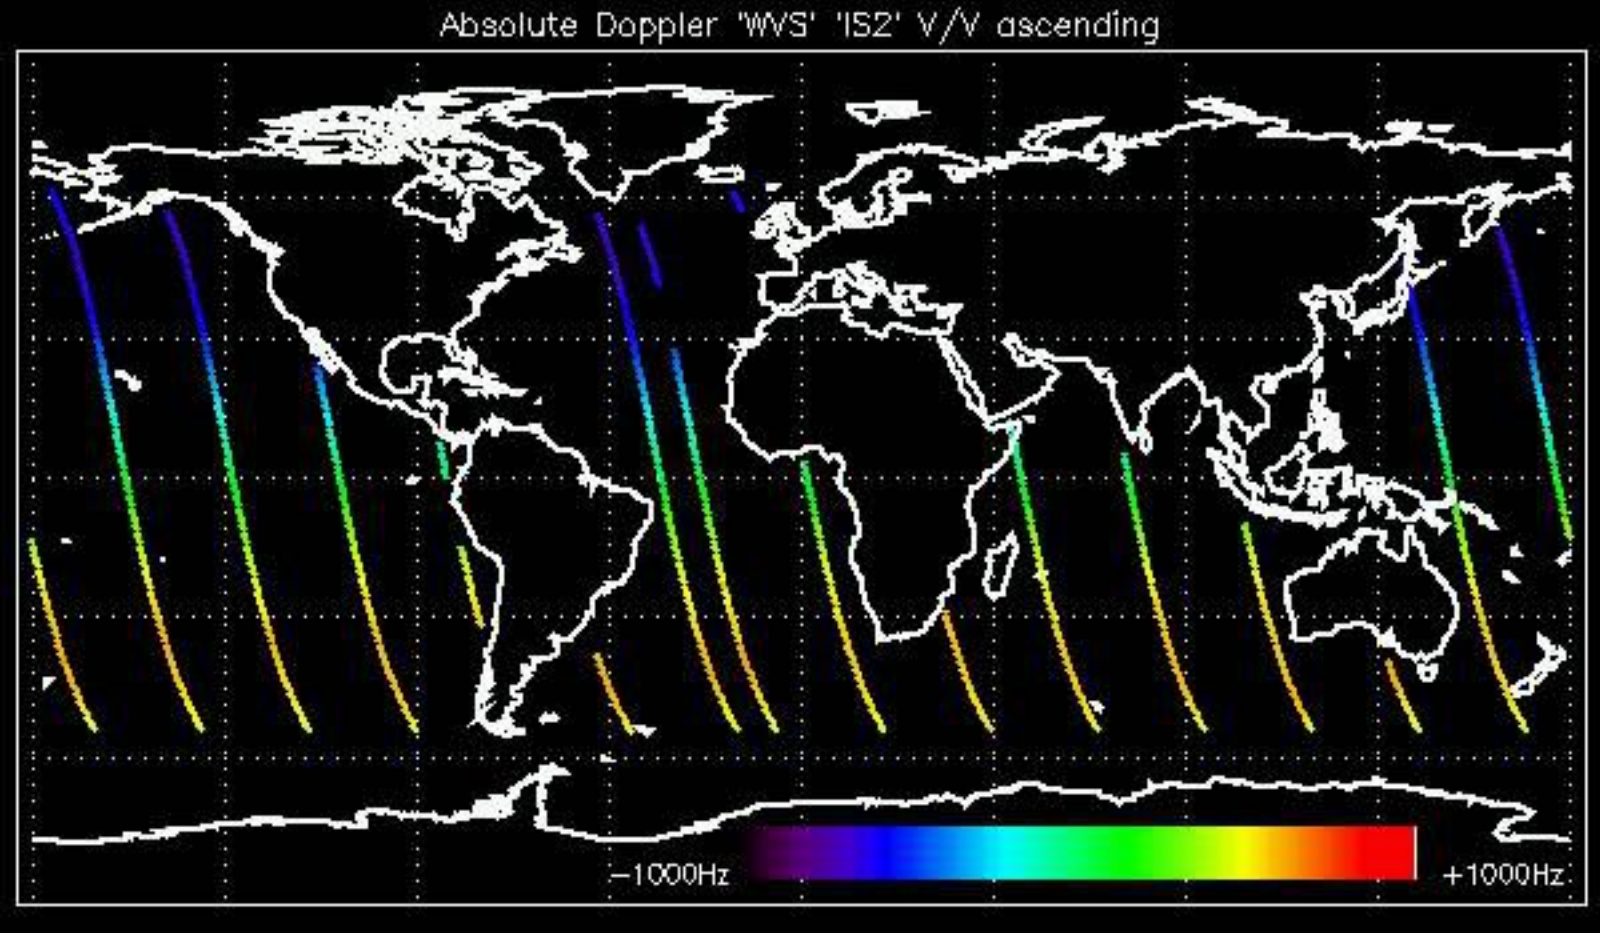 Absolute Doppler 'WVS' 'IS2' V/V ascending
-1000Hz +1000Hz